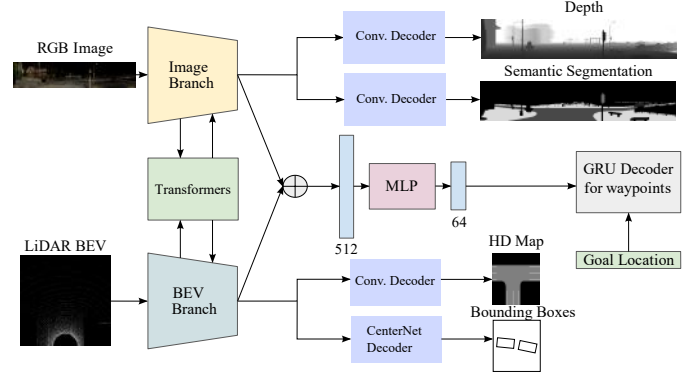 Depth
RGB Image
Conv. Decoder
Image
Branch
Semantic Segmentation
Conv. Decoder
Transformers
MLP
GRU Decoder
for waypoints
512
64
LiDAR BEV
HD Map
Goal Location
BEV
Branch
Conv. Decoder
Bounding Boxes
CenterNet
Decoder